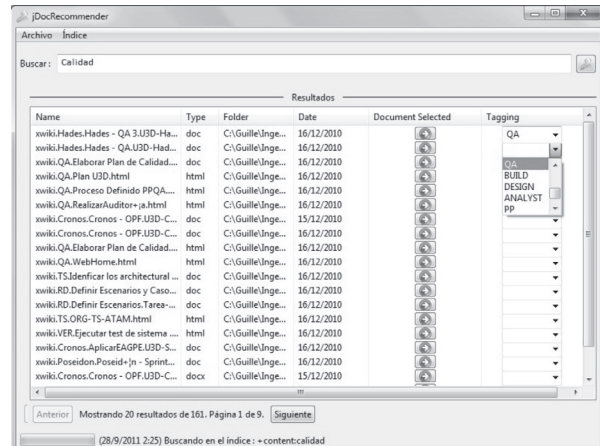 jDocRecommender
Archivo Índice
Buscar: Calidad
Resultados
Name Type Folder Date Document Selected Tagging
xwiki.Hades.Hades - QA 3.U3D-Ha... doc C:\Guille\Inge... 16/12/2010 QA
xwiki.Hades.Hades - QA.U3D-Had... doc C:\Guille\Inge... 16/12/2010
xwiki.QA.Elaborar Plan de Calidad.... doc C:\Guille\Inge... 16/12/2010 QA
xwiki.QA.Plan U3D.html html C:\Guille\Inge... 16/12/2010 BUILD
xwiki.QA.Proceso Definido PPQA.... html C:\Guille\Inge... 16/12/2010 DESIGN
xwiki.QA.RealizarAuditor+¡a.html html C:\Guille\Inge... 16/12/2010 ANALYST
xwiki.Cronos.Cronos - OPF.U3D-C... doc C:\Guille\Inge... 15/12/2010 PP
xwiki.Cronos.Cronos - OPF.U3D-C... doc C:\Guille\Inge... 16/12/2010
xwiki.QA.Elaborar Plan de Calidad.... html C:\Guille\Inge... 16/12/2010
xwiki.QA.WebHome.html html C:\Guille\Inge... 16/12/2010
xwiki.TS.Idenficar los architectural ... doc C:\Guille\Inge... 16/12/2010
xwiki.RD.Definir Escenarios y Caso... doc C:\Guille\Inge... 16/12/2010
xwiki.RD.Definir Escenarios.Tarea-... doc C:\Guille\Inge... 16/12/2010
xwiki.TS.ORG-TS-ATAM.html html C:\Guille\Inge... 16/12/2010
xwiki.VER.Ejecutar test de sistema .... html C:\Guille\Inge... 16/12/2010
xwiki.Cronos.AplicarEAGPE.U3D-S... doc C:\Guille\Inge... 16/12/2010
xwiki.Poseidon.Poseid+¦n - Sprint... doc C:\Guille\Inge... 16/12/2010
xwiki.Cronos.Cronos - OPF.U3D-C... docx C:\Guille\Inge... 15/12/2010
Anterior Mostrando 20 resultados de 161. Página 1 de 9. Siguiente
(28/9/2011 2:25) Buscando en el índice : +content:calidad